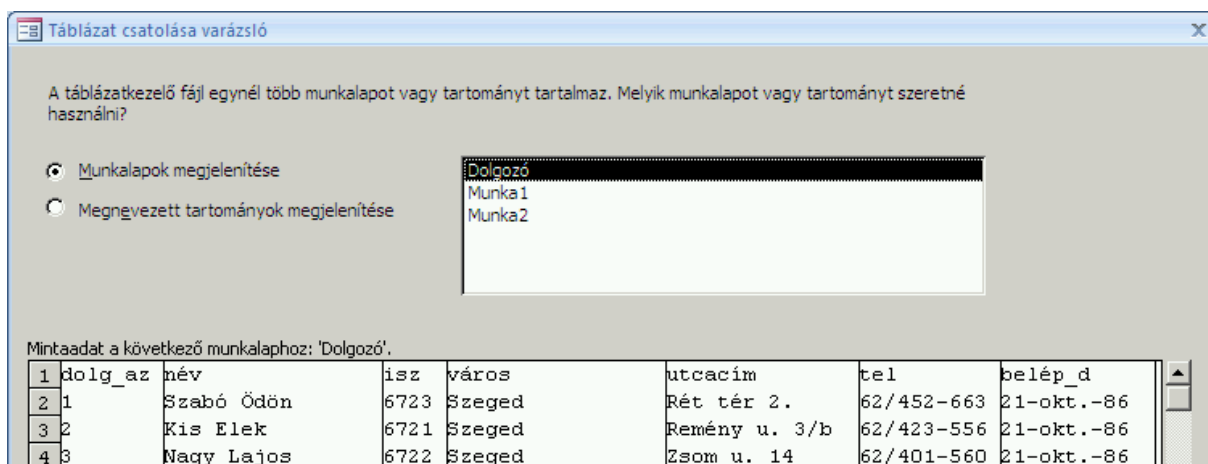 Táblázat csatolása varázsló
A táblázatkezelő fájl egynél több munkalapot vagy tartományt tartalmaz. Melyik munkalapot vagy tartományt szeretné
használni?
Munkalapok megjelenítése
Megnevezett tartományok megjelenítése
Dolgozó
Munka1
Munka2
Mintaadat a következő munkalaphoz: 'Dolgozó'.
1 dolg_az név isz város utcacím tel belép_d
2 1 Szabó Ödön 6723 Szeged Rét tér 2. 62/452-663 21-okt.-86
3 2 Kis Elek 6721 Szeged Remény u. 3/b 62/423-556 21-okt.-86
4 3 Nagy Lajos 6722 Szeged Zsom u. 14 62/401-560 21-okt.-86